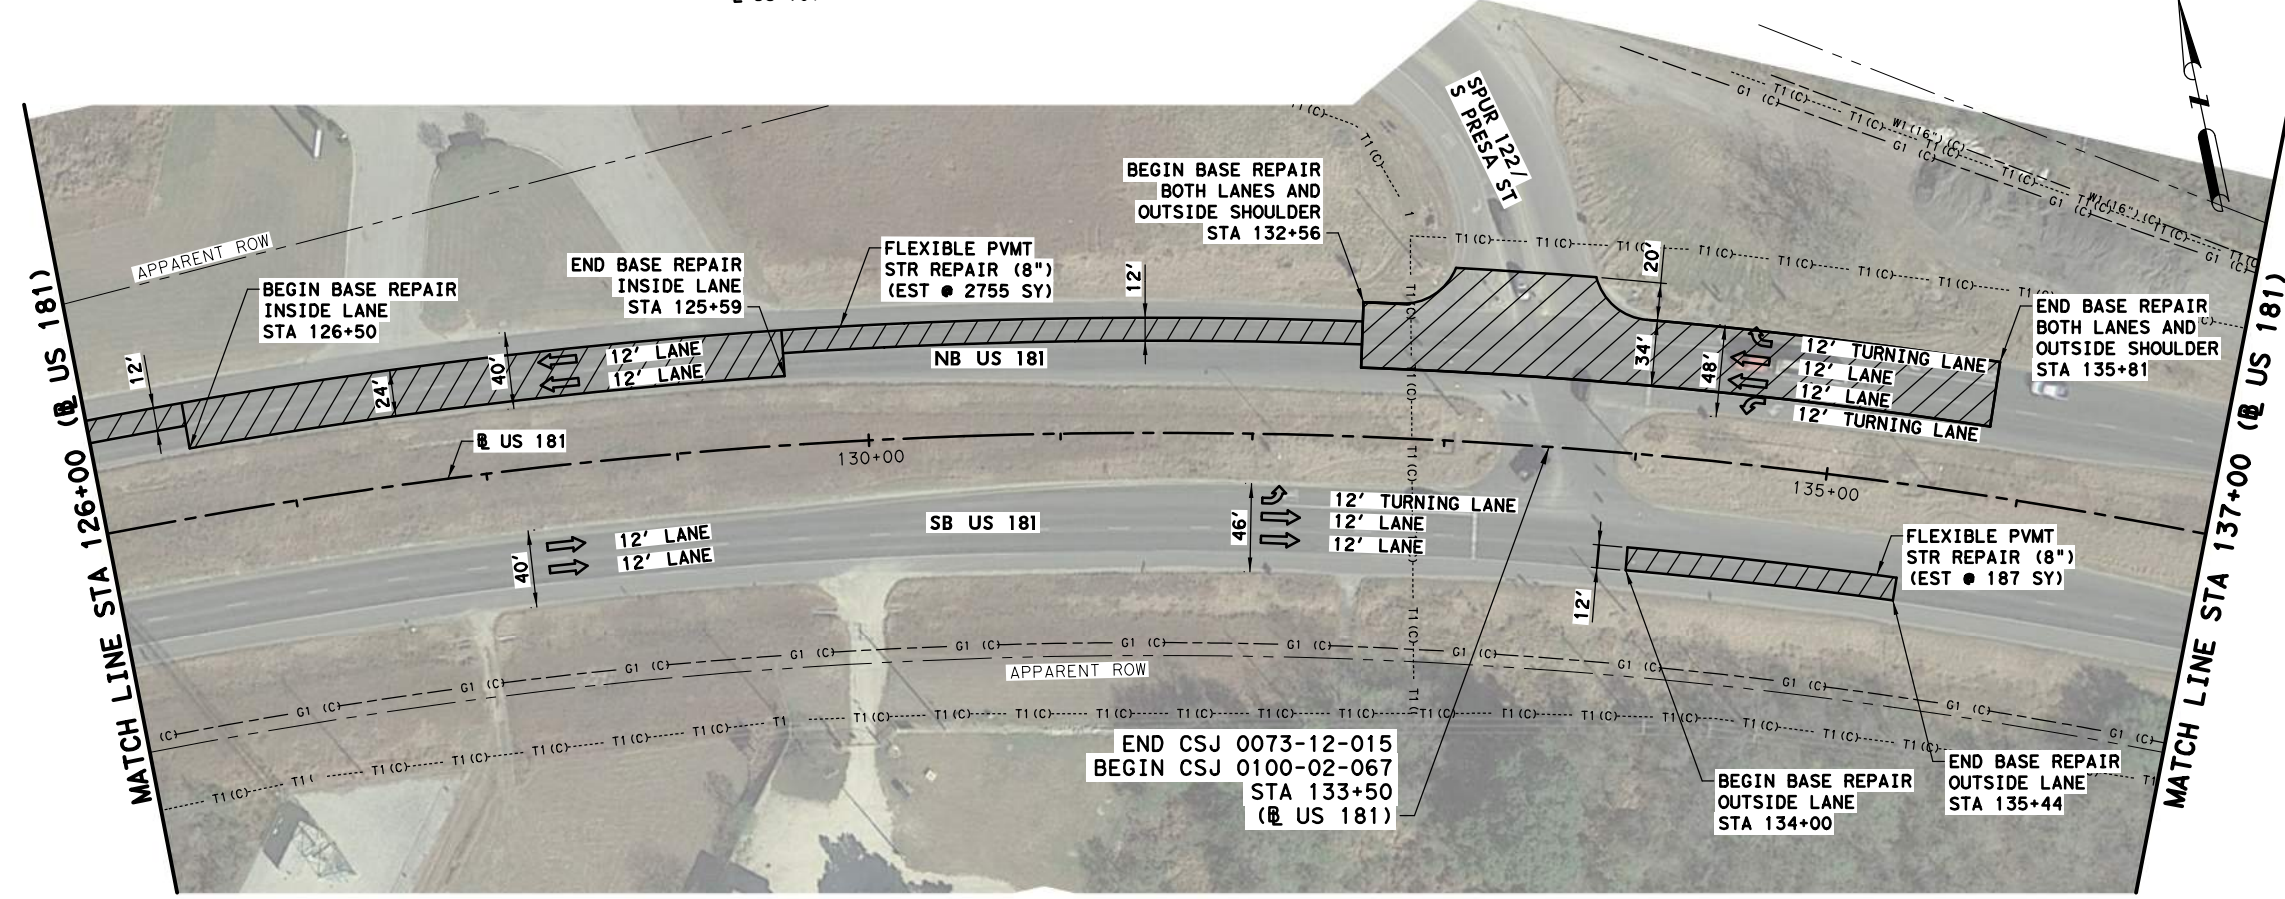 MATCH LINE STA 126+00 (℄ US 181)
APPARENT ROW
BEGIN BASE REPAIR
INSIDE LANE
STA 126+50
END BASE REPAIR
INSIDE LANE
STA 125+59
FLEXIBLE PVMT
STR REPAIR (8")
(EST @ 2755 SY)
BEGIN BASE REPAIR
BOTH LANES AND
OUTSIDE SHOULDER
STA 132+56
SPUR 122/
S PRESA ST
END BASE REPAIR
BOTH LANES AND
OUTSIDE SHOULDER
STA 135+81
12'
24'
40'
12' LANE
12' LANE
12'
NB US 181
20'
34'
48'
12' TURNING LANE
12' LANE
12' LANE
12' TURNING LANE
℄ US 181
130+00
135+00
40'
12' LANE
12' LANE
SB US 181
46'
12' TURNING LANE
12' LANE
12' LANE
12'
FLEXIBLE PVMT
STR REPAIR (8")
(EST @ 187 SY)
G1 (C)
APPARENT ROW
T1(C)
W1(16")(C)
END CSJ 0073-12-015
BEGIN CSJ 0100-02-067
STA 133+50
(℄ US 181)
BEGIN BASE REPAIR
OUTSIDE LANE
STA 134+00
END BASE REPAIR
OUTSIDE LANE
STA 135+44
MATCH LINE STA 137+00 (℄ US 181)